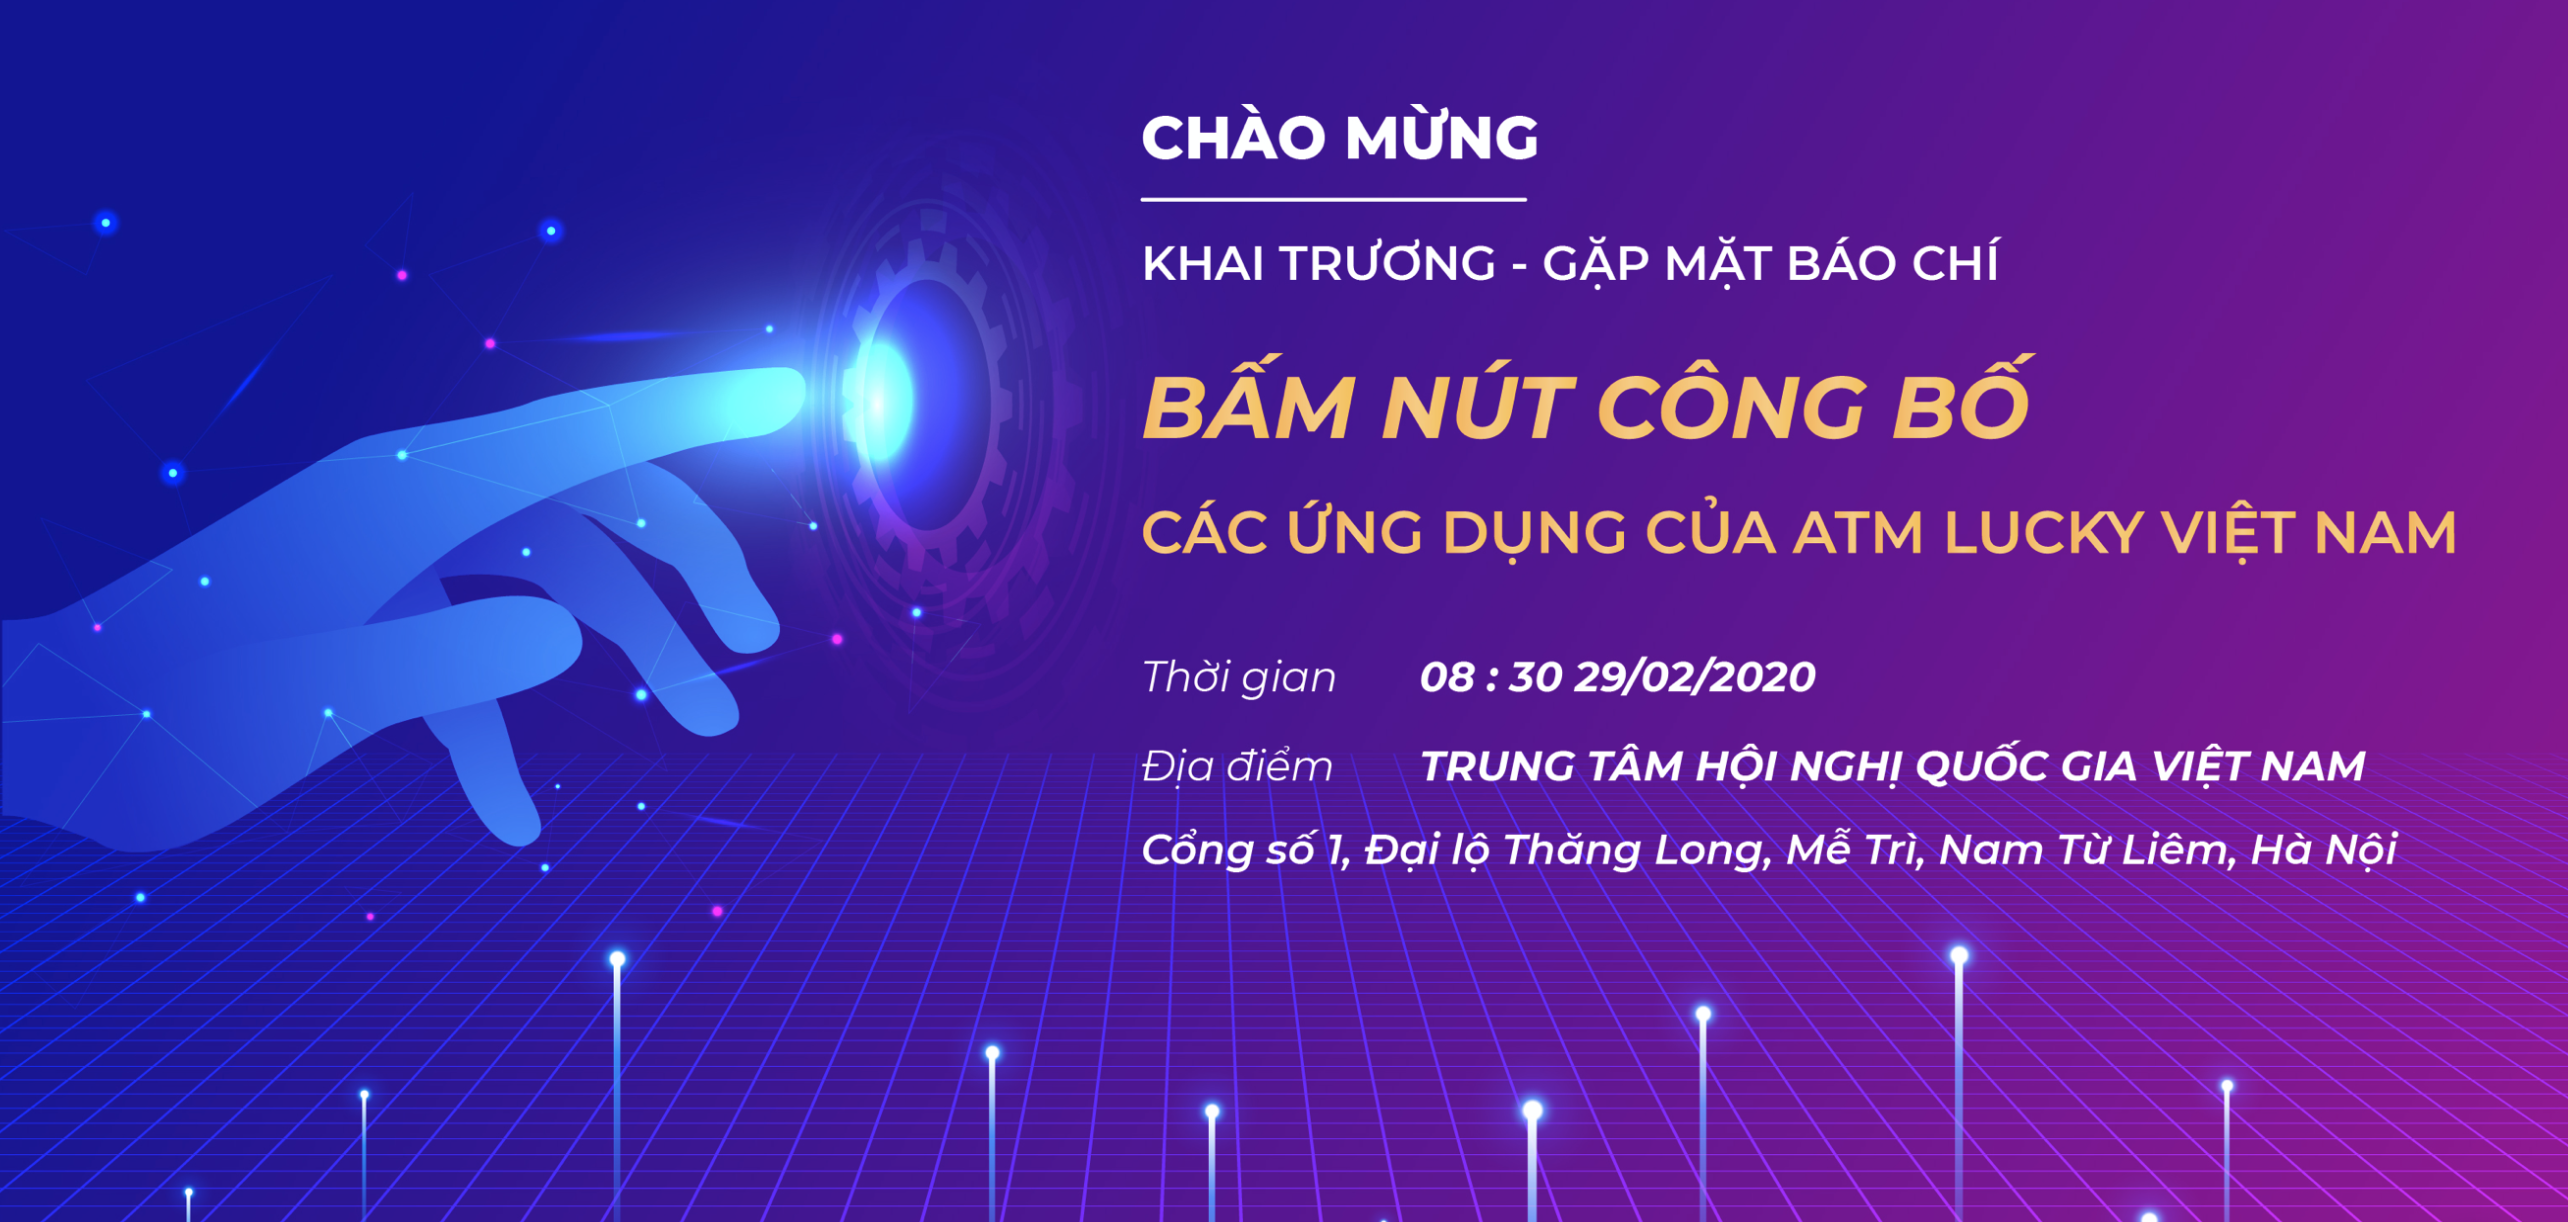 CHÀO MỪNG
KHAI TRƯƠNG - GẶP MẶT BÁO CHÍ
BẤM NÚT CÔNG BỐ
CÁC ỨNG DỤNG CỦA ATM LUCKY VIỆT NAM
Thời gian 08 : 30 29/02/2020
Địa điểm TRUNG TÂM HỘI NGHỊ QUỐC GIA VIỆT NAM
Cổng số 1, Đại lộ Thăng Long, Mễ Trì, Nam Từ Liêm, Hà Nội